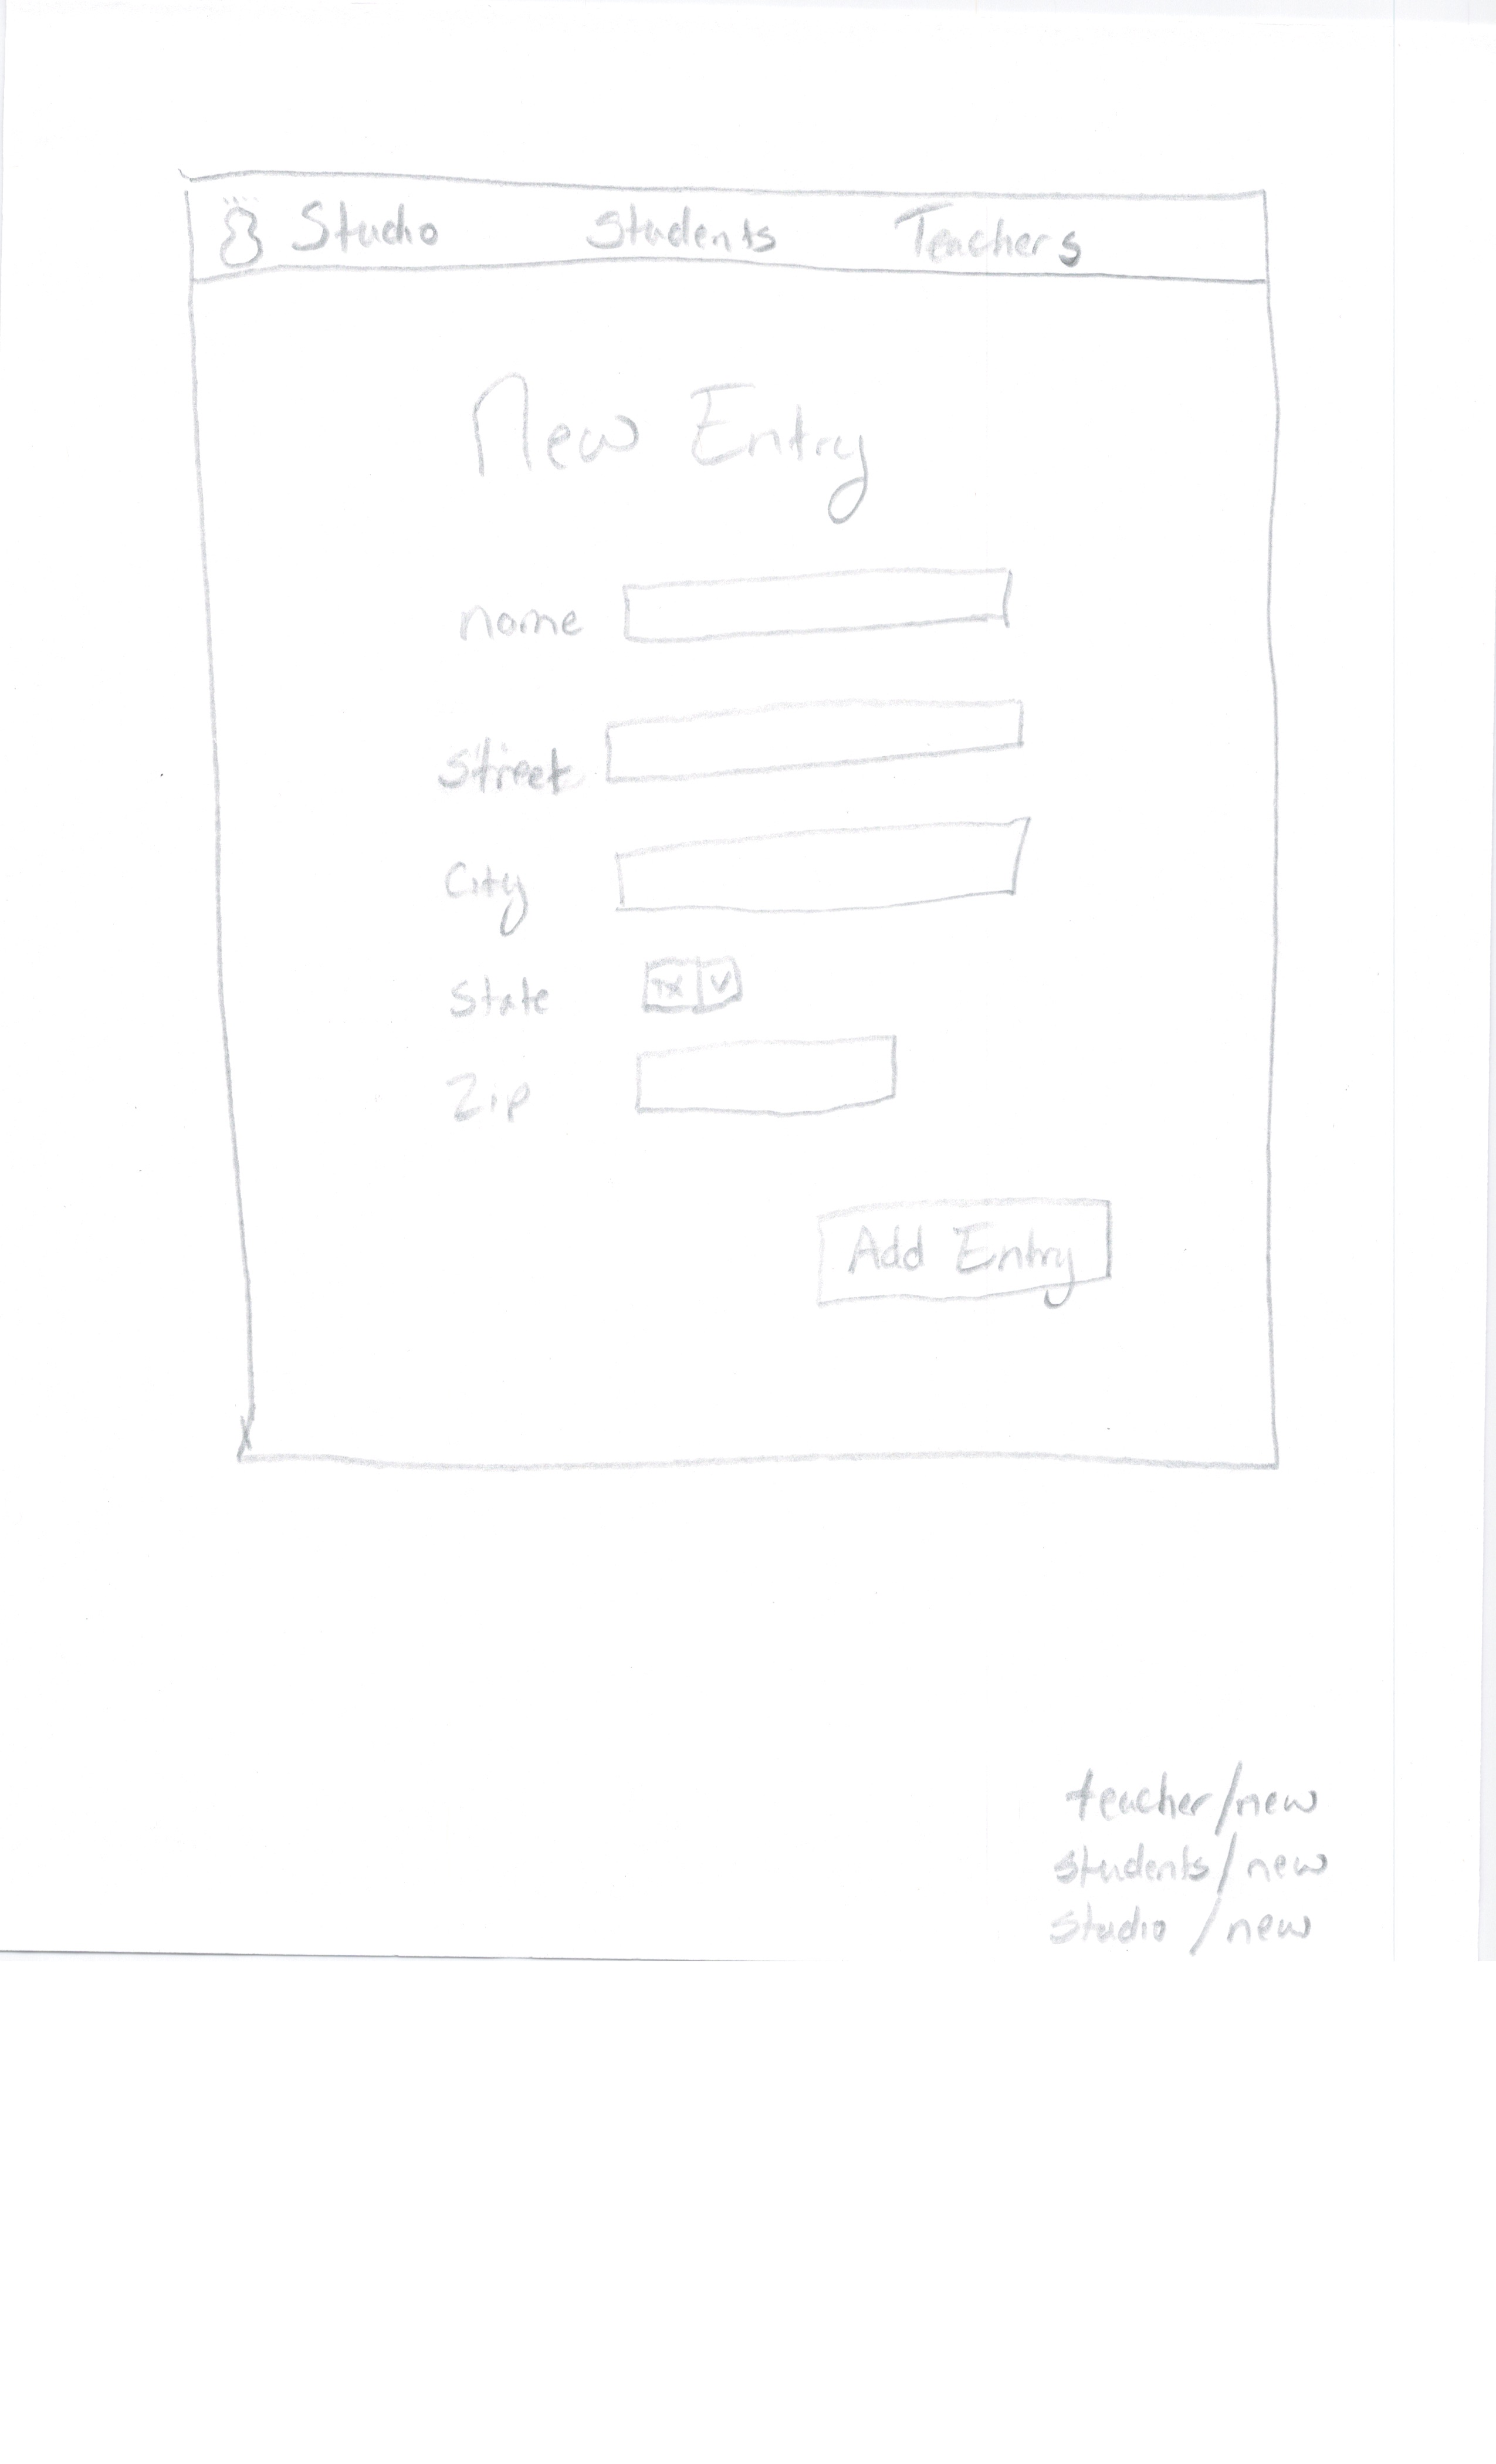 Studio Students Teachers
New Entry
name
Street
City
State TX V
Zip
Add Entry
teacher/new
students/new
studio/new